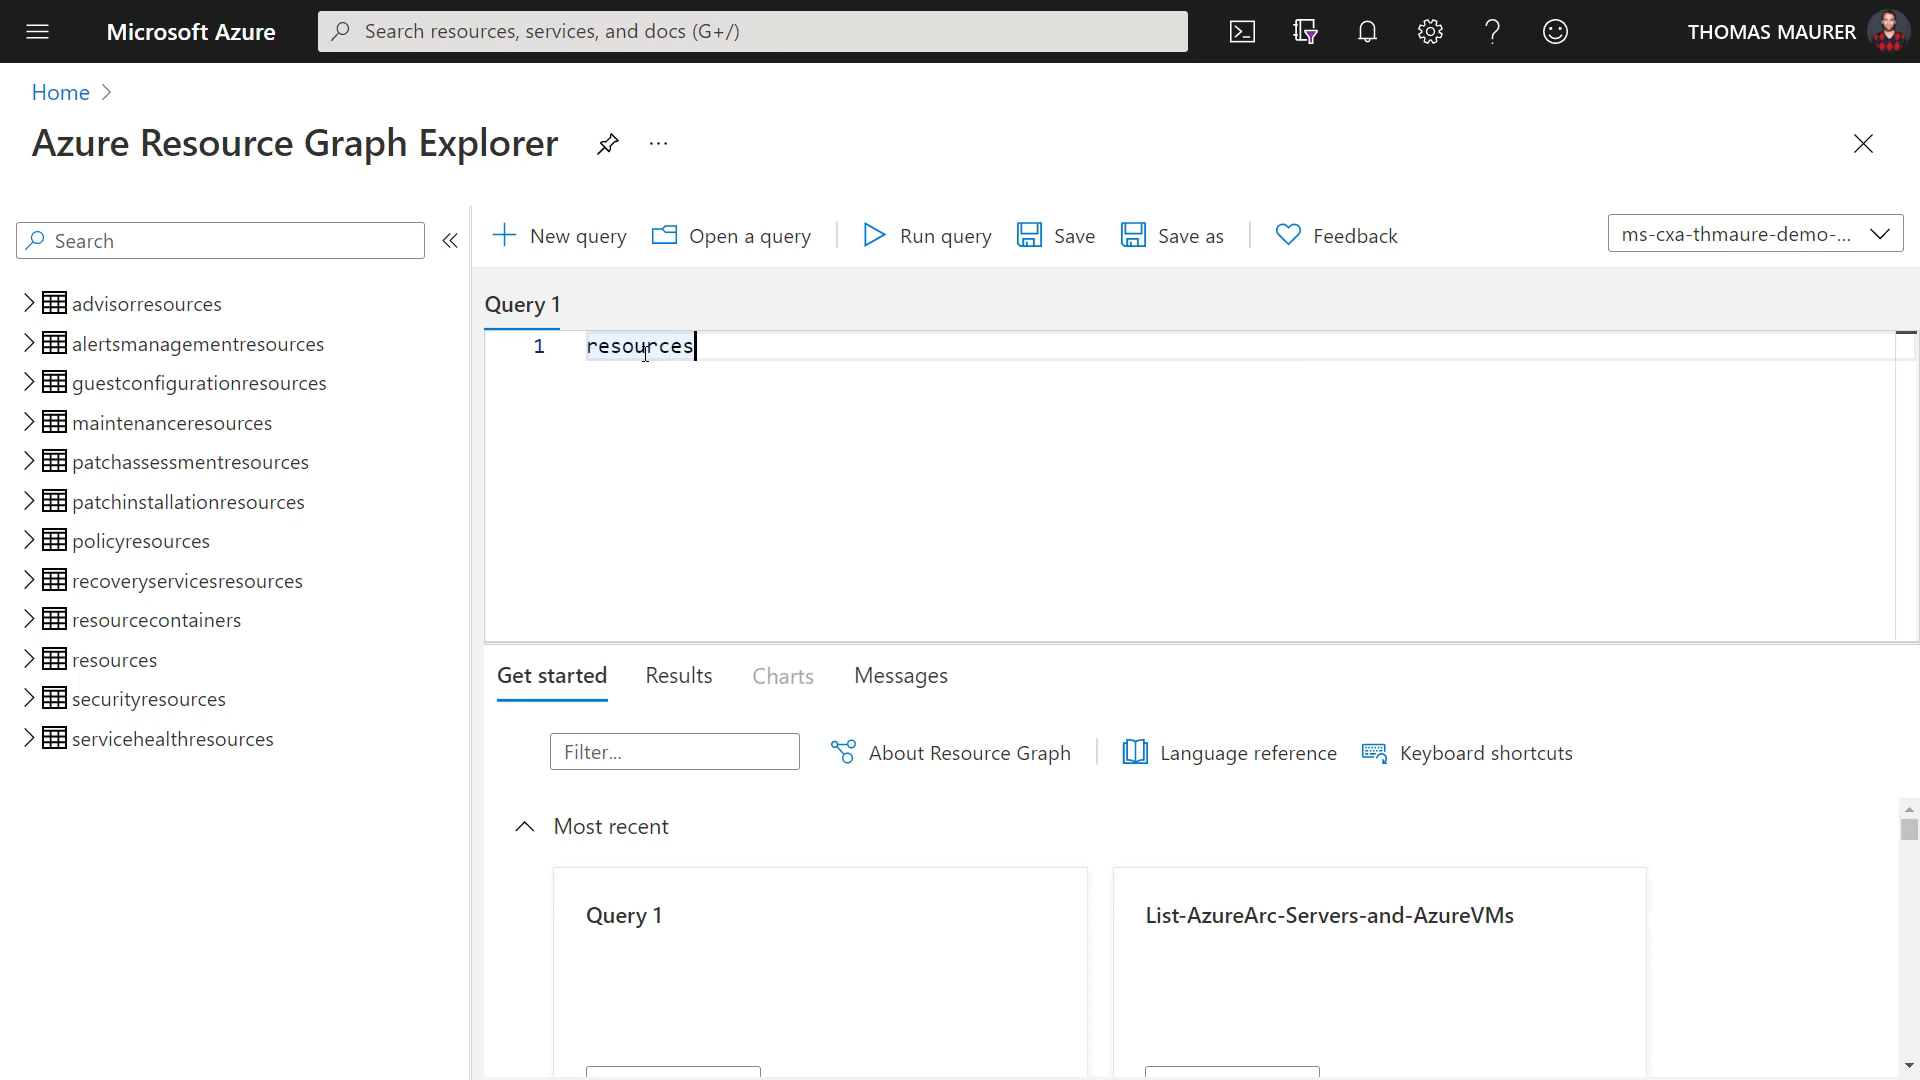 Microsoft Azure
Search resources, services, and docs (G+/)
THOMAS MAURER
Home
Azure Resource Graph Explorer
Search
New query
Open a query
Run query
Save
Save as
Feedback
ms-cxa-thmaure-demo-...
advisorresources
alertsmanagementresources
guestconfigurationresources
maintenanceresources
patchassessmentresources
patchinstallationresources
policyresources
recoveryservicesresources
resourcecontainers
resources
securityresources
servicehealthresources
Query 1
1 resources
Get started
Results
Charts
Messages
Filter...
About Resource Graph
Language reference
Keyboard shortcuts
Most recent
Query 1
List-AzureArc-Servers-and-AzureVMs